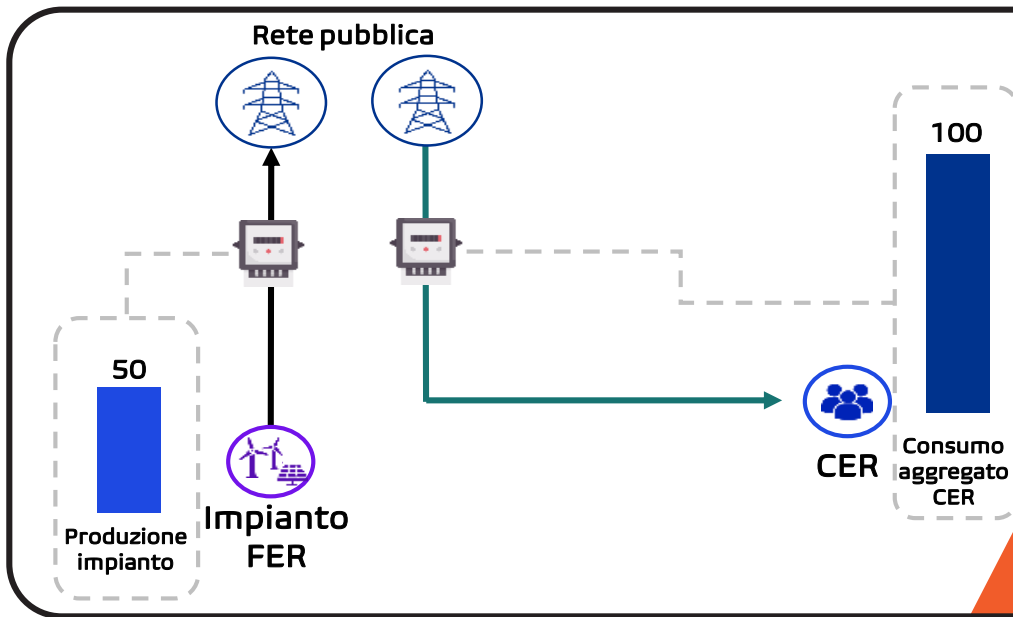 Rete pubblica
100
50
CER
Consumo
aggregato
CER
Impianto
FER
Produzione
impianto